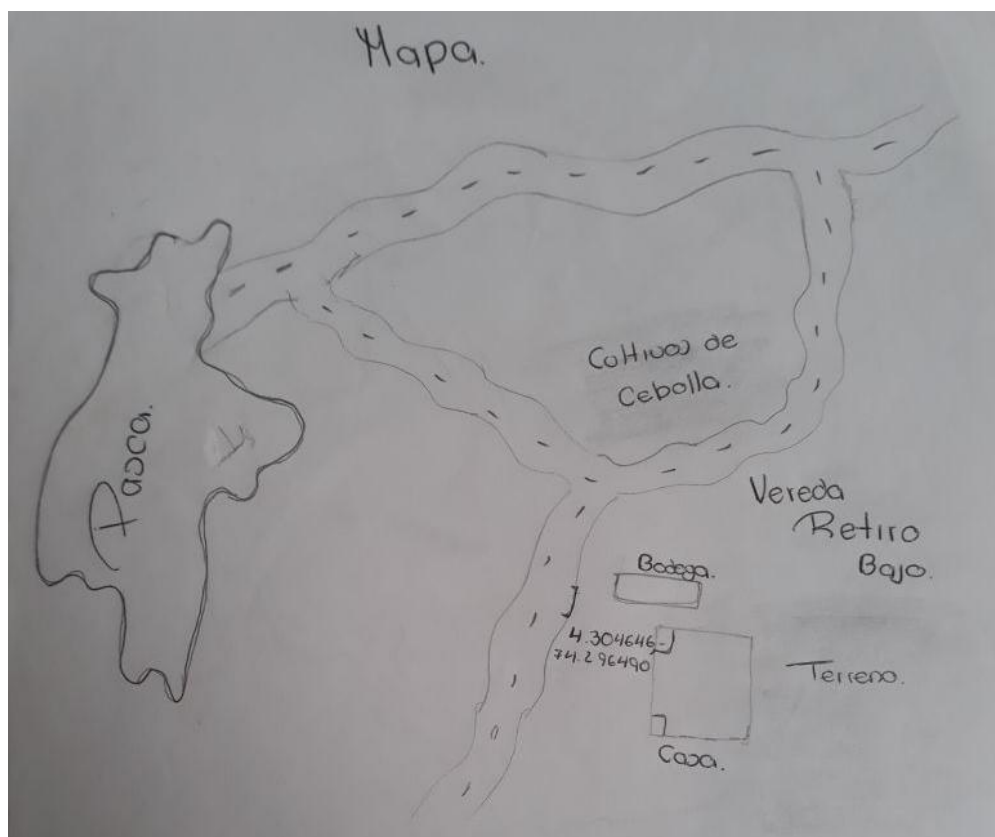 Mapa.
Cultivos de
Cebolla.
Pasca.
Vereda
Retiro
Bajo.
Bodega.
4.304646-
74.296490
Terreno.
Casa.